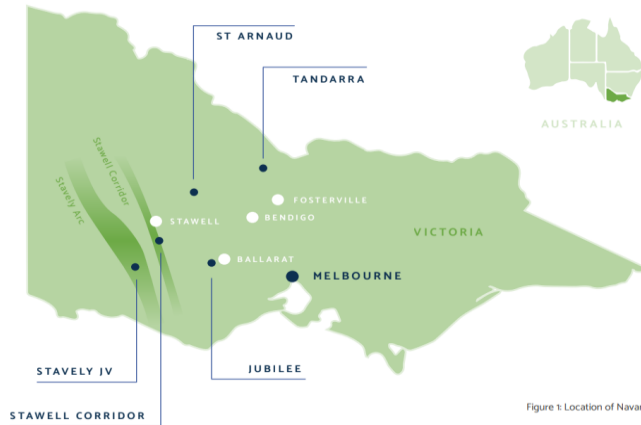 ST ARNAUD
TANDARRA
AUSTRALIA
Stawell Corridor
Stavely Arc
FOSTERVILLE
STAWELL
BENDIGO
VICTORIA
BALLARAT
MELBOURNE
STAVELY JV
JUBILEE
STAWELL CORRIDOR
Figure 1: Location of Navar